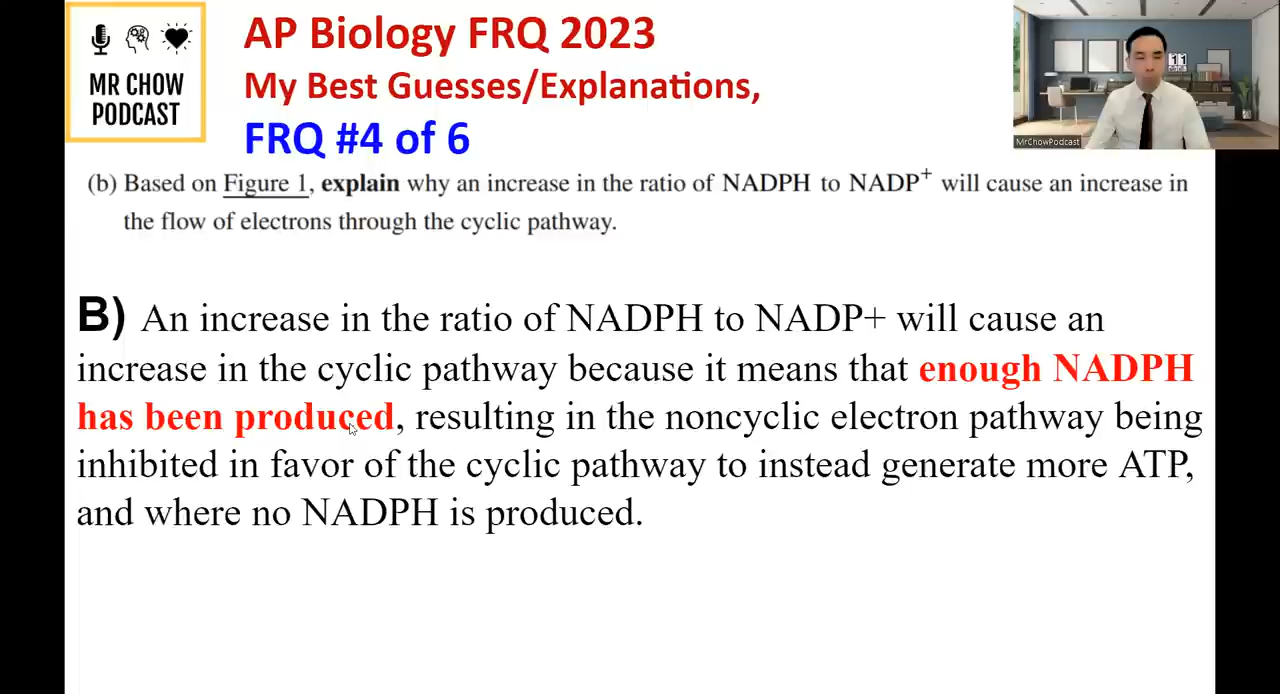 MR CHOW
PODCAST
AP Biology FRQ 2023
My Best Guesses/Explanations,
FRQ #4 of 6
11
MrChowPodcast
(b) Based on Figure 1, explain why an increase in the ratio of NADPH to NADP⁺ will cause an increase in
the flow of electrons through the cyclic pathway.
B) An increase in the ratio of NADPH to NADP+ will cause an
increase in the cyclic pathway because it means that enough NADPH
has been produced, resulting in the noncyclic electron pathway being
inhibited in favor of the cyclic pathway to instead generate more ATP,
and where no NADPH is produced.